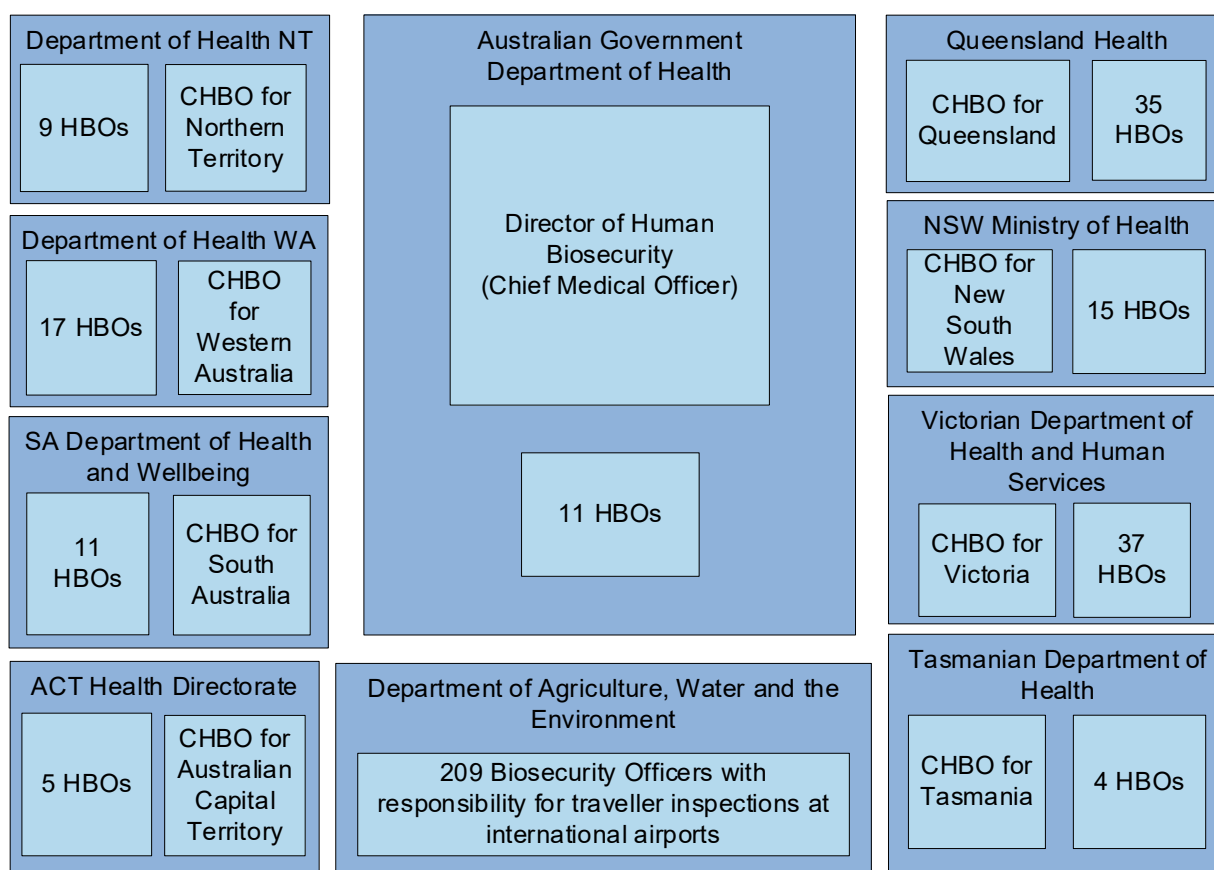 Department of Health NT
9 HBOs
CHBO for
Northern
Territory
Department of Health WA
17 HBOs
CHBO
for
Western
Australia
SA Department of Health
and Wellbeing
11
HBOs
CHBO for
South
Australia
ACT Health Directorate
5 HBOs
CHBO for
Australian
Capital
Territory
Australian Government
Department of Health
Director of Human
Biosecurity
(Chief Medical Officer)
11 HBOs
Department of Agriculture, Water and the
Environment
209 Biosecurity Officers with
responsibility for traveller inspections at
international airports
Queensland Health
CHBO for
Queensland
35
HBOs
NSW Ministry of Health
CHBO for
New
South
Wales
15 HBOs
Victorian Department of
Health and Human
Services
CHBO for
Victoria
37
HBOs
Tasmanian Department of
Health
CHBO for
Tasmania
4 HBOs